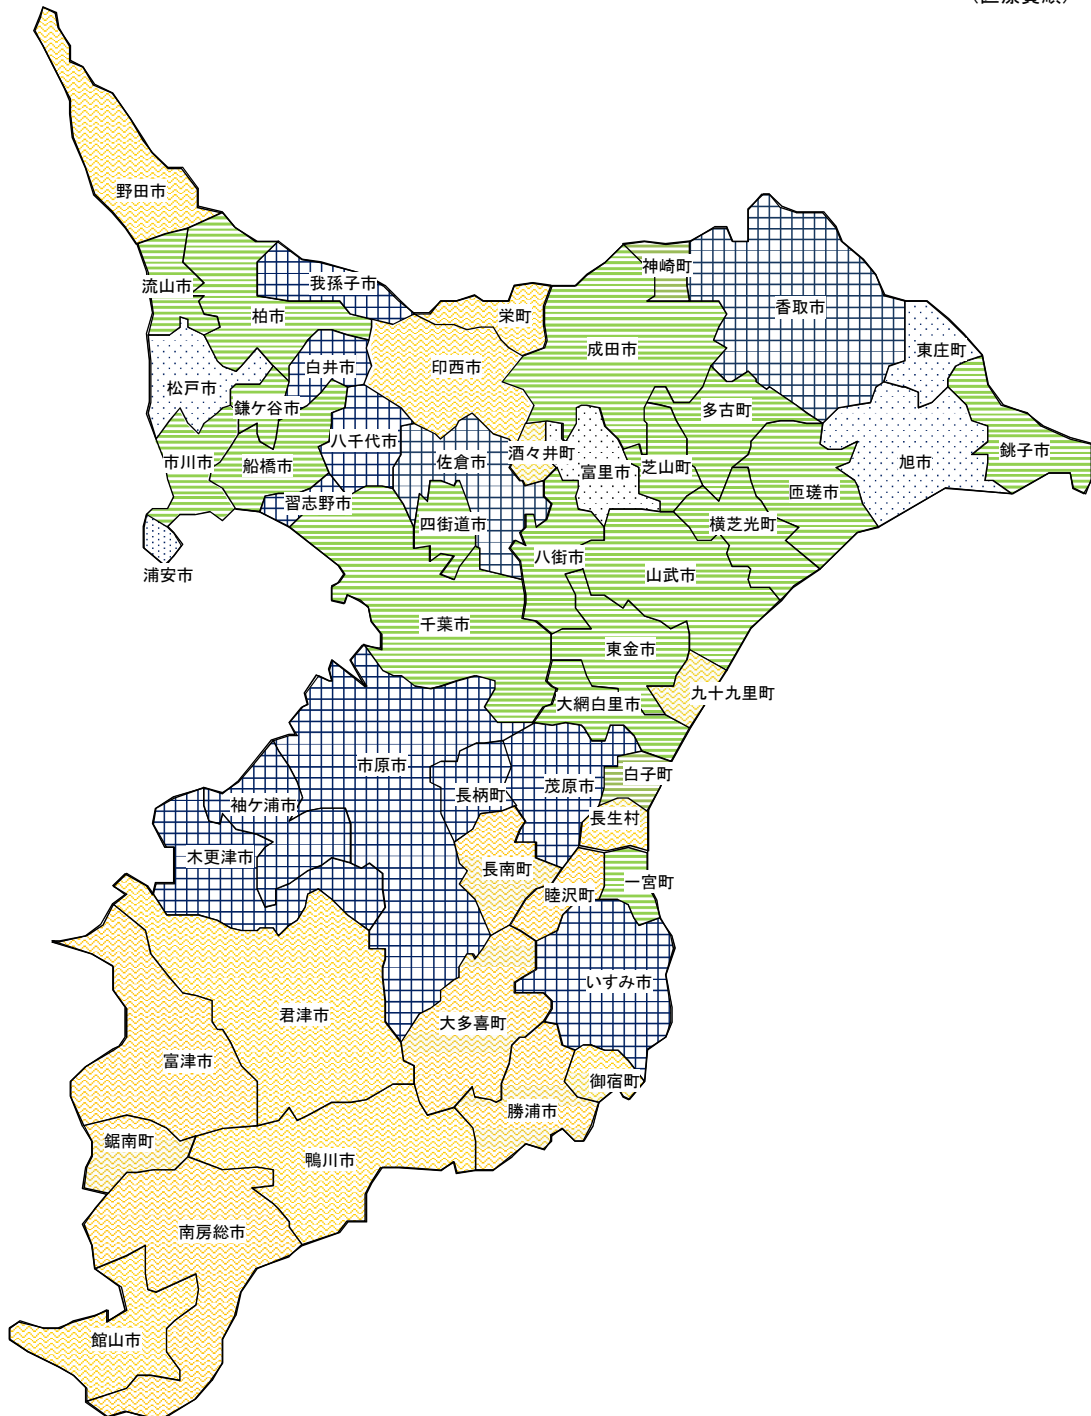 野田市
神崎町
流山市
我孫子市
香取市
柏市
栄町
成田市
東庄町
白井市
印西市
松戸市
鎌ケ谷市
多古町
八千代市
酒々井町
銚子市
市川市
船橋市
佐倉市
富里市
芝山町
旭市
習志野市
匝瑳市
四街道市
横芝光町
八街市
浦安市
山武市
千葉市
東金市
九十九里町
大網白里市
市原市
白子町
長柄町
茂原市
袖ケ浦市
長生村
木更津市
長南町
一宮町
睦沢町
いすみ市
君津市
大多喜町
富津市
御宿町
勝浦市
鋸南町
鴨川市
南房総市
館山市